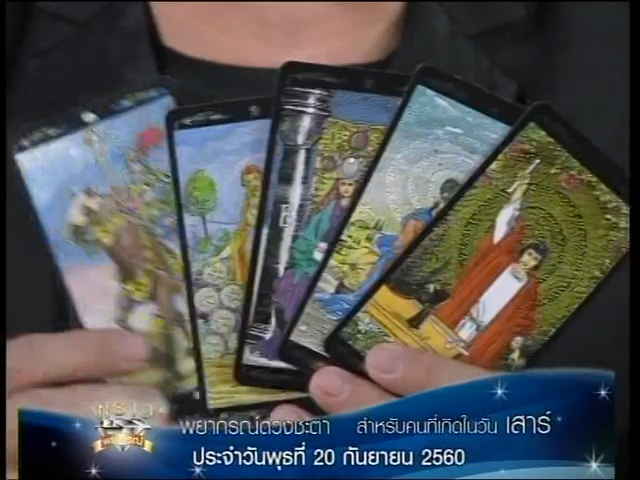 พยากรณ์ดวงชะตา สำหรับคนที่เกิดในวัน เสาร์
ประจำวันพุธที่ 20 กันยายน 2560